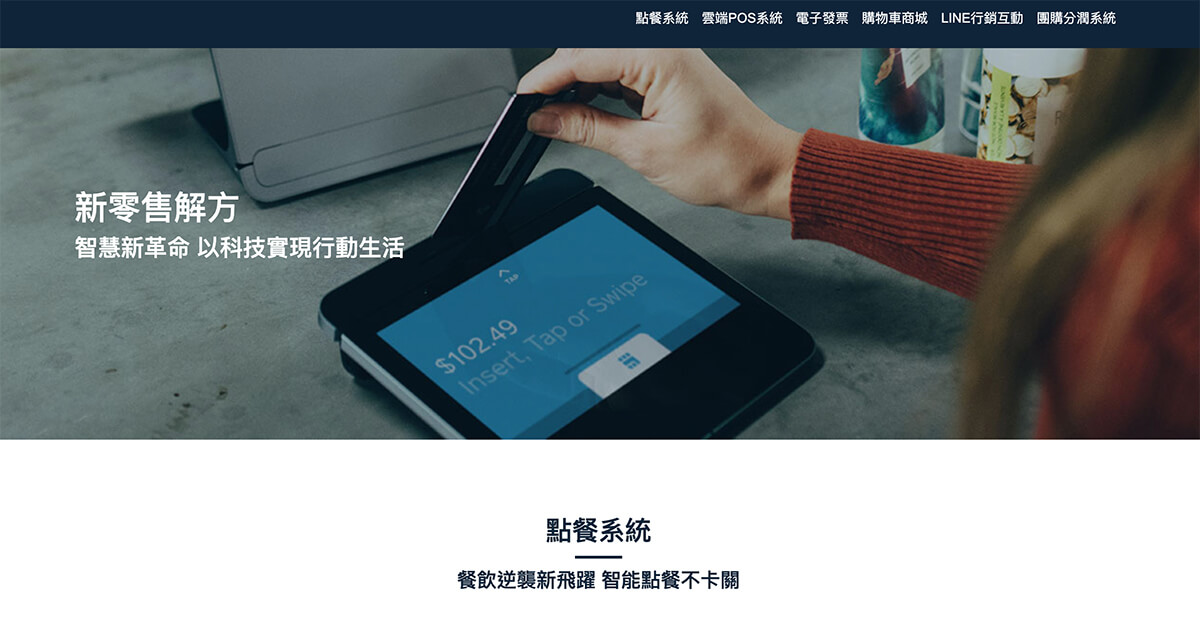 點餐系統 雲端POS系統 電子發票 購物車商城 LINE行銷互動 團購分潤系統
新零售解方
智慧新革命 以科技實現行動生活
TAP
$102.49
Insert, Tap or Swipe
點餐系統
餐飲逆襲新飛躍 智能點餐不卡關